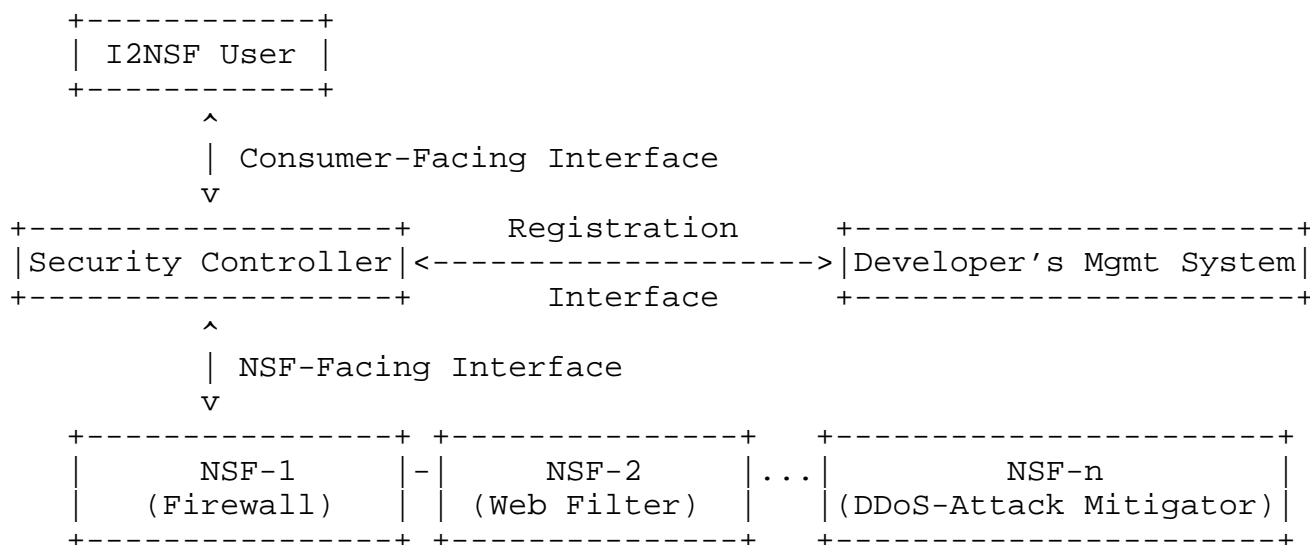 +------------+
| I2NSF User |
+------------+
^
| Consumer-Facing Interface
v
+-------------------+ Registration +-----------------------+
|Security Controller|<------------------->|Developer's Mgmt System|
+-------------------+ Interface +-----------------------+
^
| NSF-Facing Interface
v
+----------------+ +---------------+ +-----------------------+
| NSF-1 |-| NSF-2 |...| NSF-n |
| (Firewall) | | (Web Filter) | |(DDoS-Attack Mitigator)|
+----------------+ +---------------+ +-----------------------+